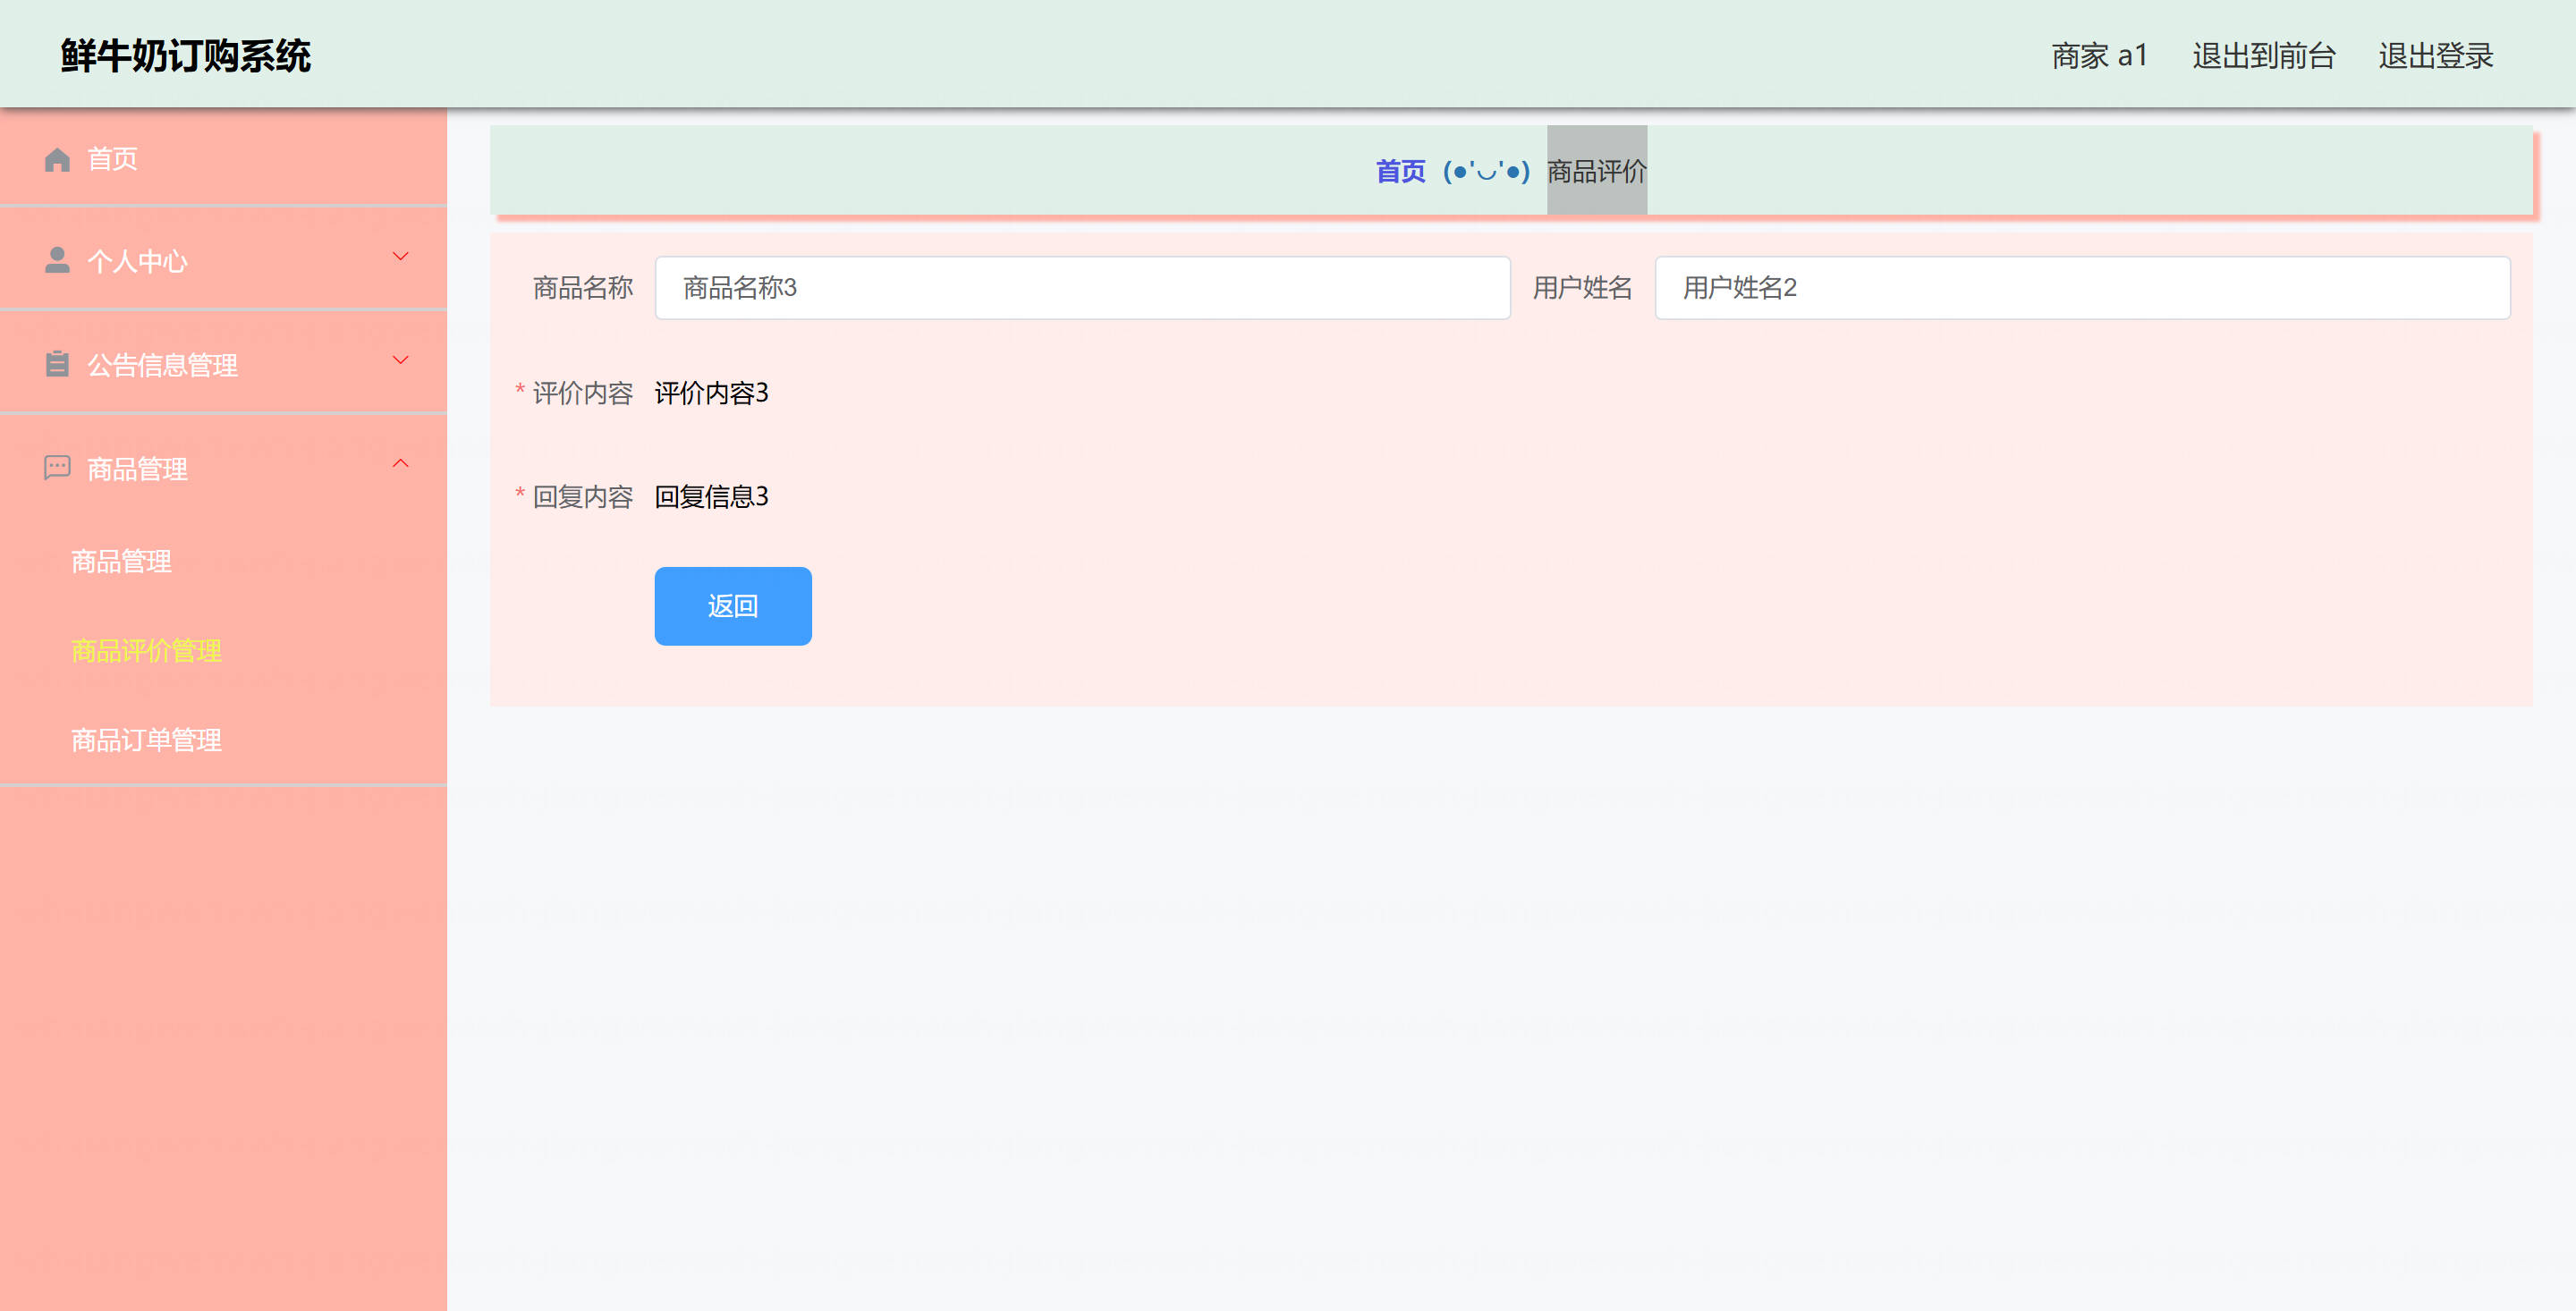 鲜牛奶订购系统
商家 a1 退出到前台 退出登录
首页
个人中心
公告信息管理
商品管理
商品管理
商品评价管理
商品订单管理
首页 (●'◡'●) 商品评价
商品名称 商品名称3 用户姓名 用户姓名2
* 评价内容 评价内容3
* 回复内容 回复信息3
返回